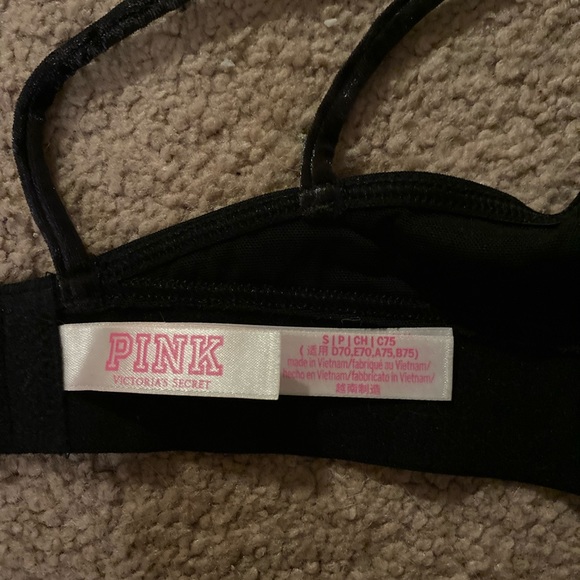 PINK
VICTORIA'S SECRET
S | P | CH | C75
(适用 D70,E70,A75,B75)
made in Vietnam/fabriqué au Vietnam/
hecho en Vietnam/fabbricato in Vietnam/
越南制造